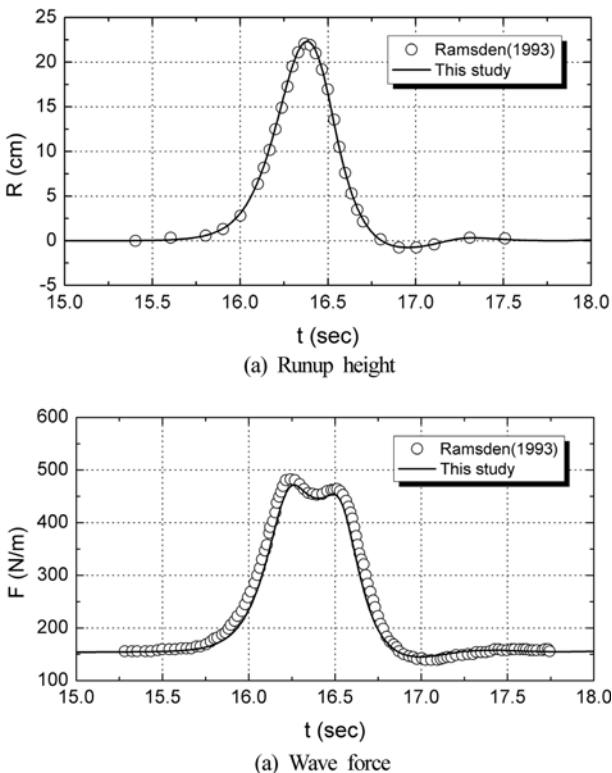 25
20
15
10
5
0
-5
R (cm)
Ramsden(1993)
This study
15.0 15.5 16.0 16.5 17.0 17.5 18.0
t (sec)
(a) Runup height
600
500
400
300
200
100
F (N/m)
Ramsden(1993)
This study
15.0 15.5 16.0 16.5 17.0 17.5 18.0
t (sec)
(a) Wave force